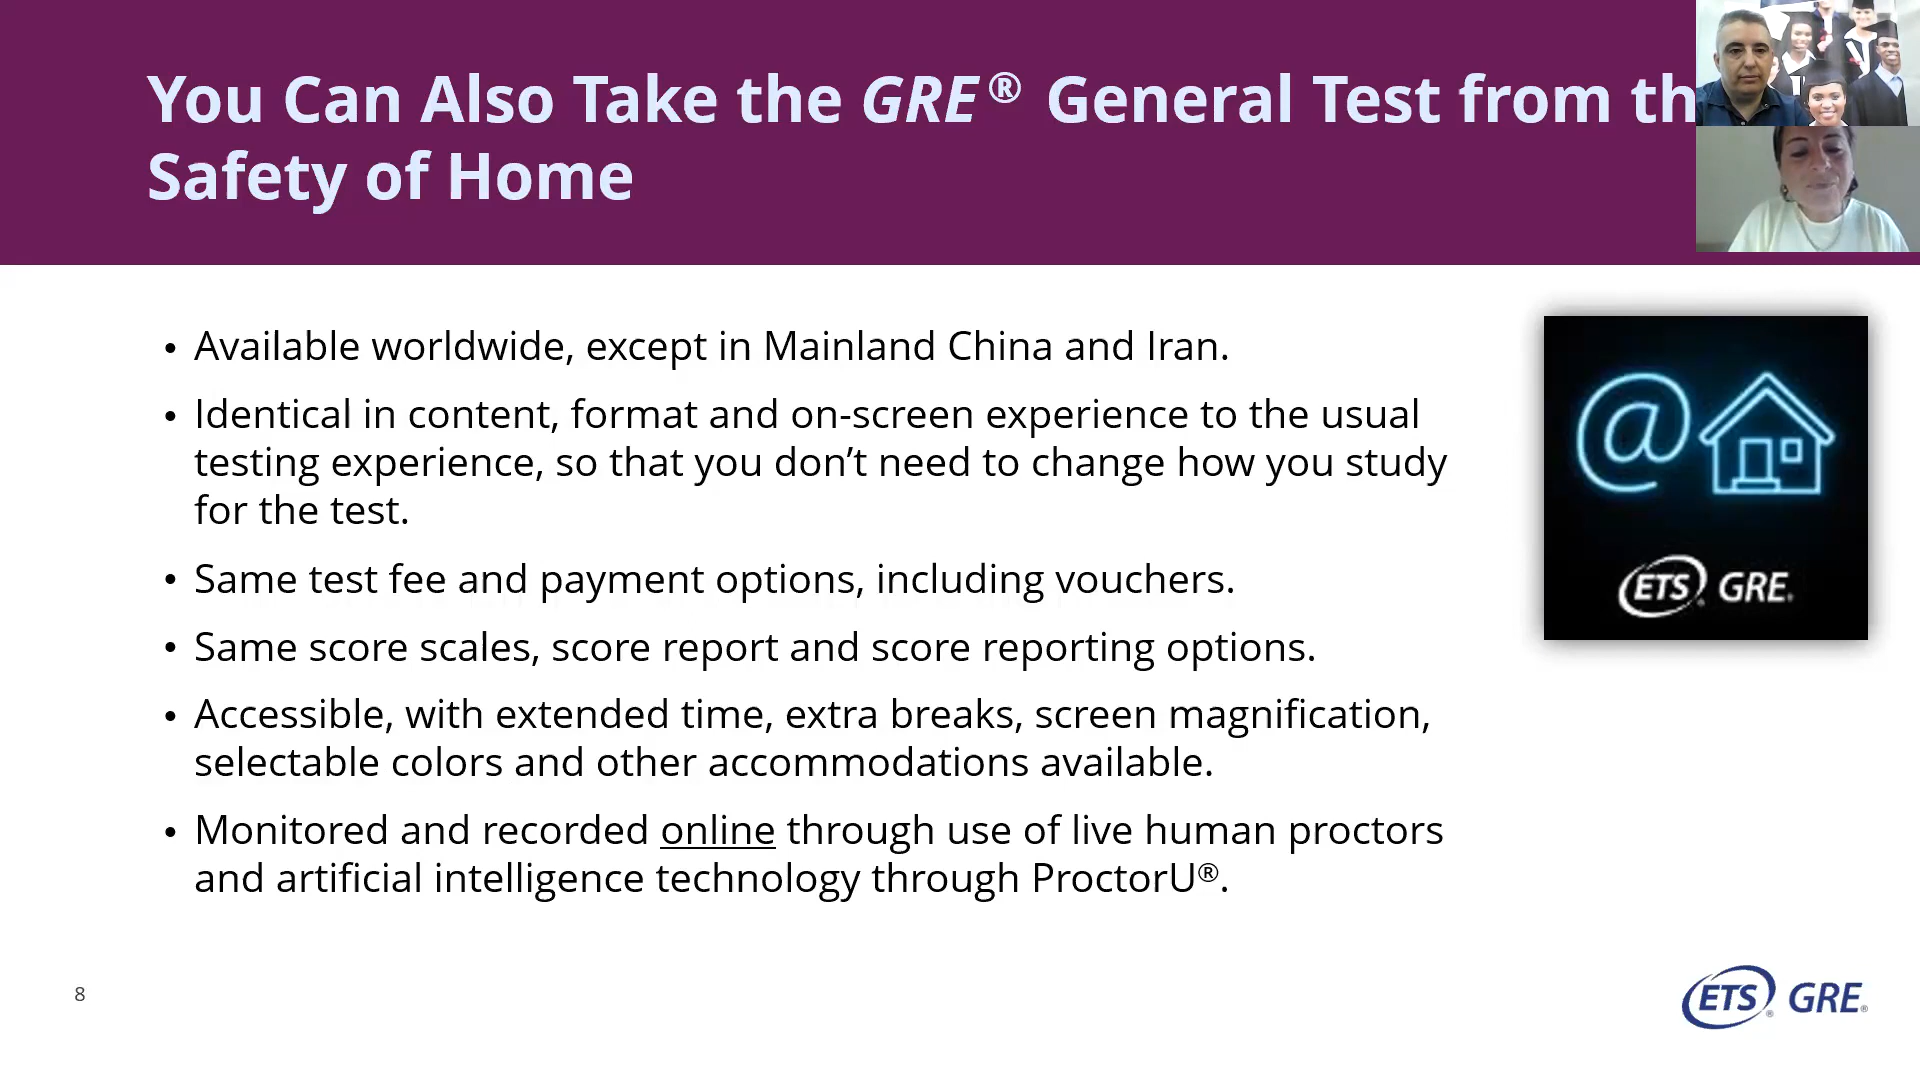 You Can Also Take the GRE® General Test from th
Safety of Home
• Available worldwide, except in Mainland China and Iran.
• Identical in content, format and on-screen experience to the usual
testing experience, so that you don’t need to change how you study
for the test.
• Same test fee and payment options, including vouchers.
• Same score scales, score report and score reporting options.
• Accessible, with extended time, extra breaks, screen magnification,
selectable colors and other accommodations available.
• Monitored and recorded online through use of live human proctors
and artificial intelligence technology through ProctorU®.
@
ETS® GRE®
8
ETS® GRE®